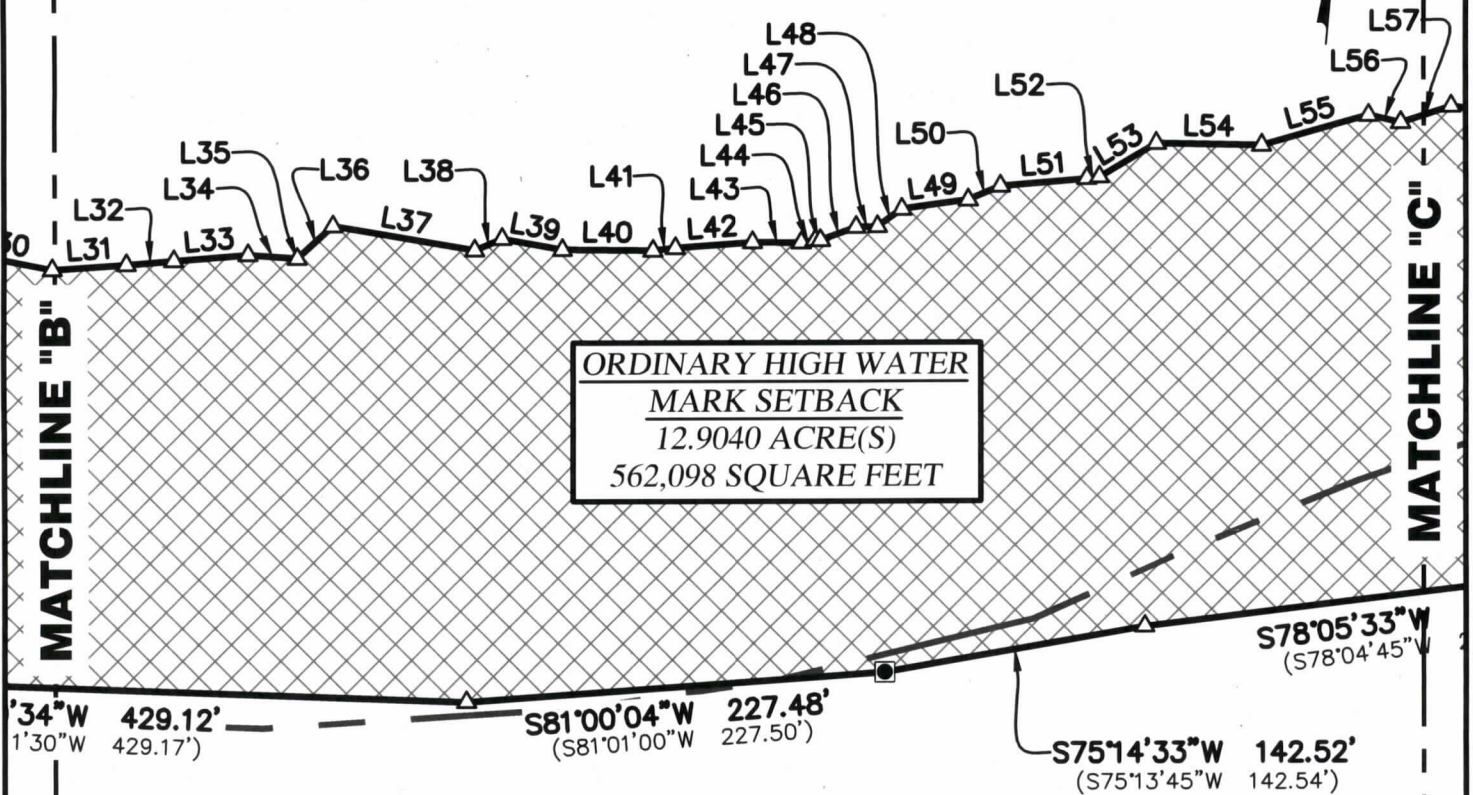 L57
L48
L56
L47
L52
L46
L55
L45
L50
L53
L54
L35
L44
L36
L38
L41
L43
L51
L34
L49
L32
L37
L39
L42
L40
L33
L31
MATCHLINE "B"
MATCHLINE "C"
ORDINARY HIGH WATER
MARK SETBACK
12.9040 ACRE(S)
562,098 SQUARE FEET
S78°05'33"W
(S78°04'45"W
'34"W 429.12'
1'30"W 429.17')
S81°00'04"W 227.48'
(S81°01'00"W 227.50')
S75°14'33"W 142.52'
(S75°13'45"W 142.54')